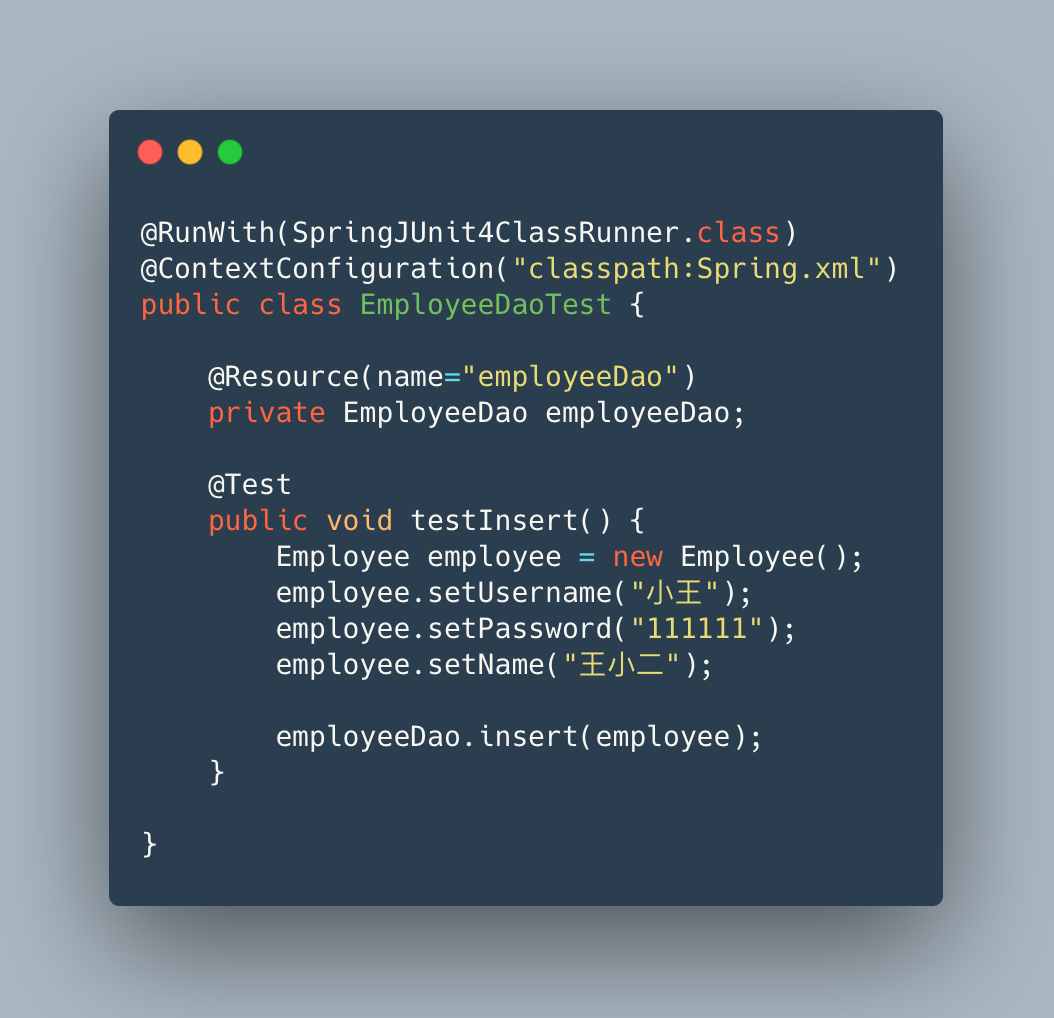 @RunWith(SpringJUnit4ClassRunner.class)
@ContextConfiguration("classpath:Spring.xml")
public class EmployeeDaoTest {
@Resource(name="employeeDao")
private EmployeeDao employeeDao;
@Test
public void testInsert() {
Employee employee = new Employee();
employee.setUsername("小王");
employee.setPassword("111111");
employee.setName("王小二");
employeeDao.insert(employee);
}
}